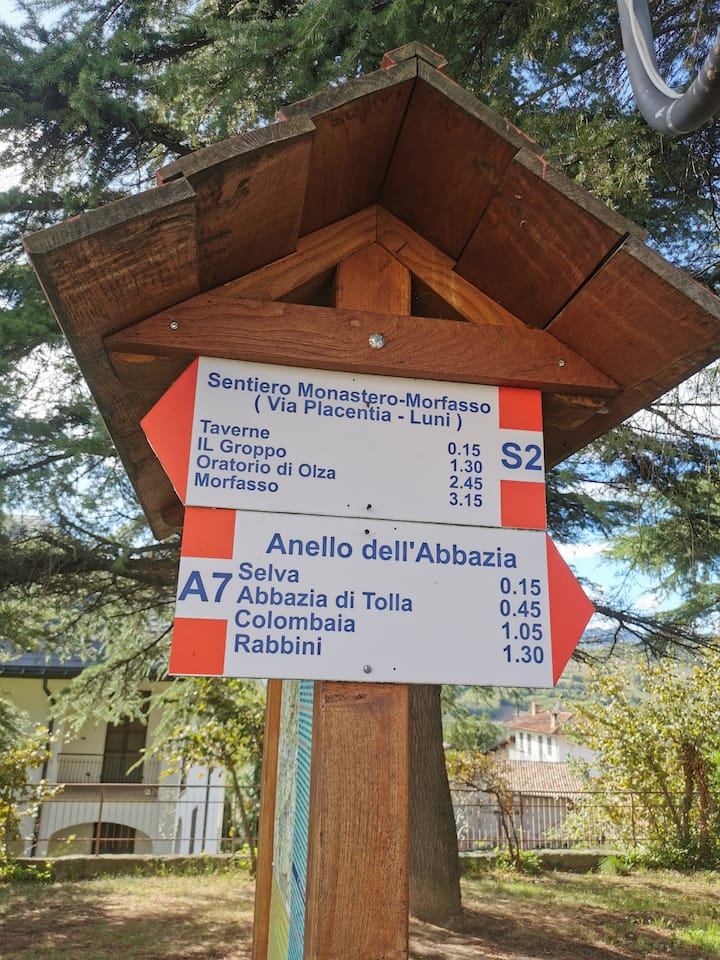 Sentiero Monastero-Morfasso
( Via Placentia - Luni )
Taverne 0.15
IL Groppo 1.30
Oratorio di Olza 2.45
Morfasso 3.15
S2
Anello dell'Abbazia
A7
Selva 0.15
Abbazia di Tolla 0.45
Colombaia 1.05
Rabbini 1.30